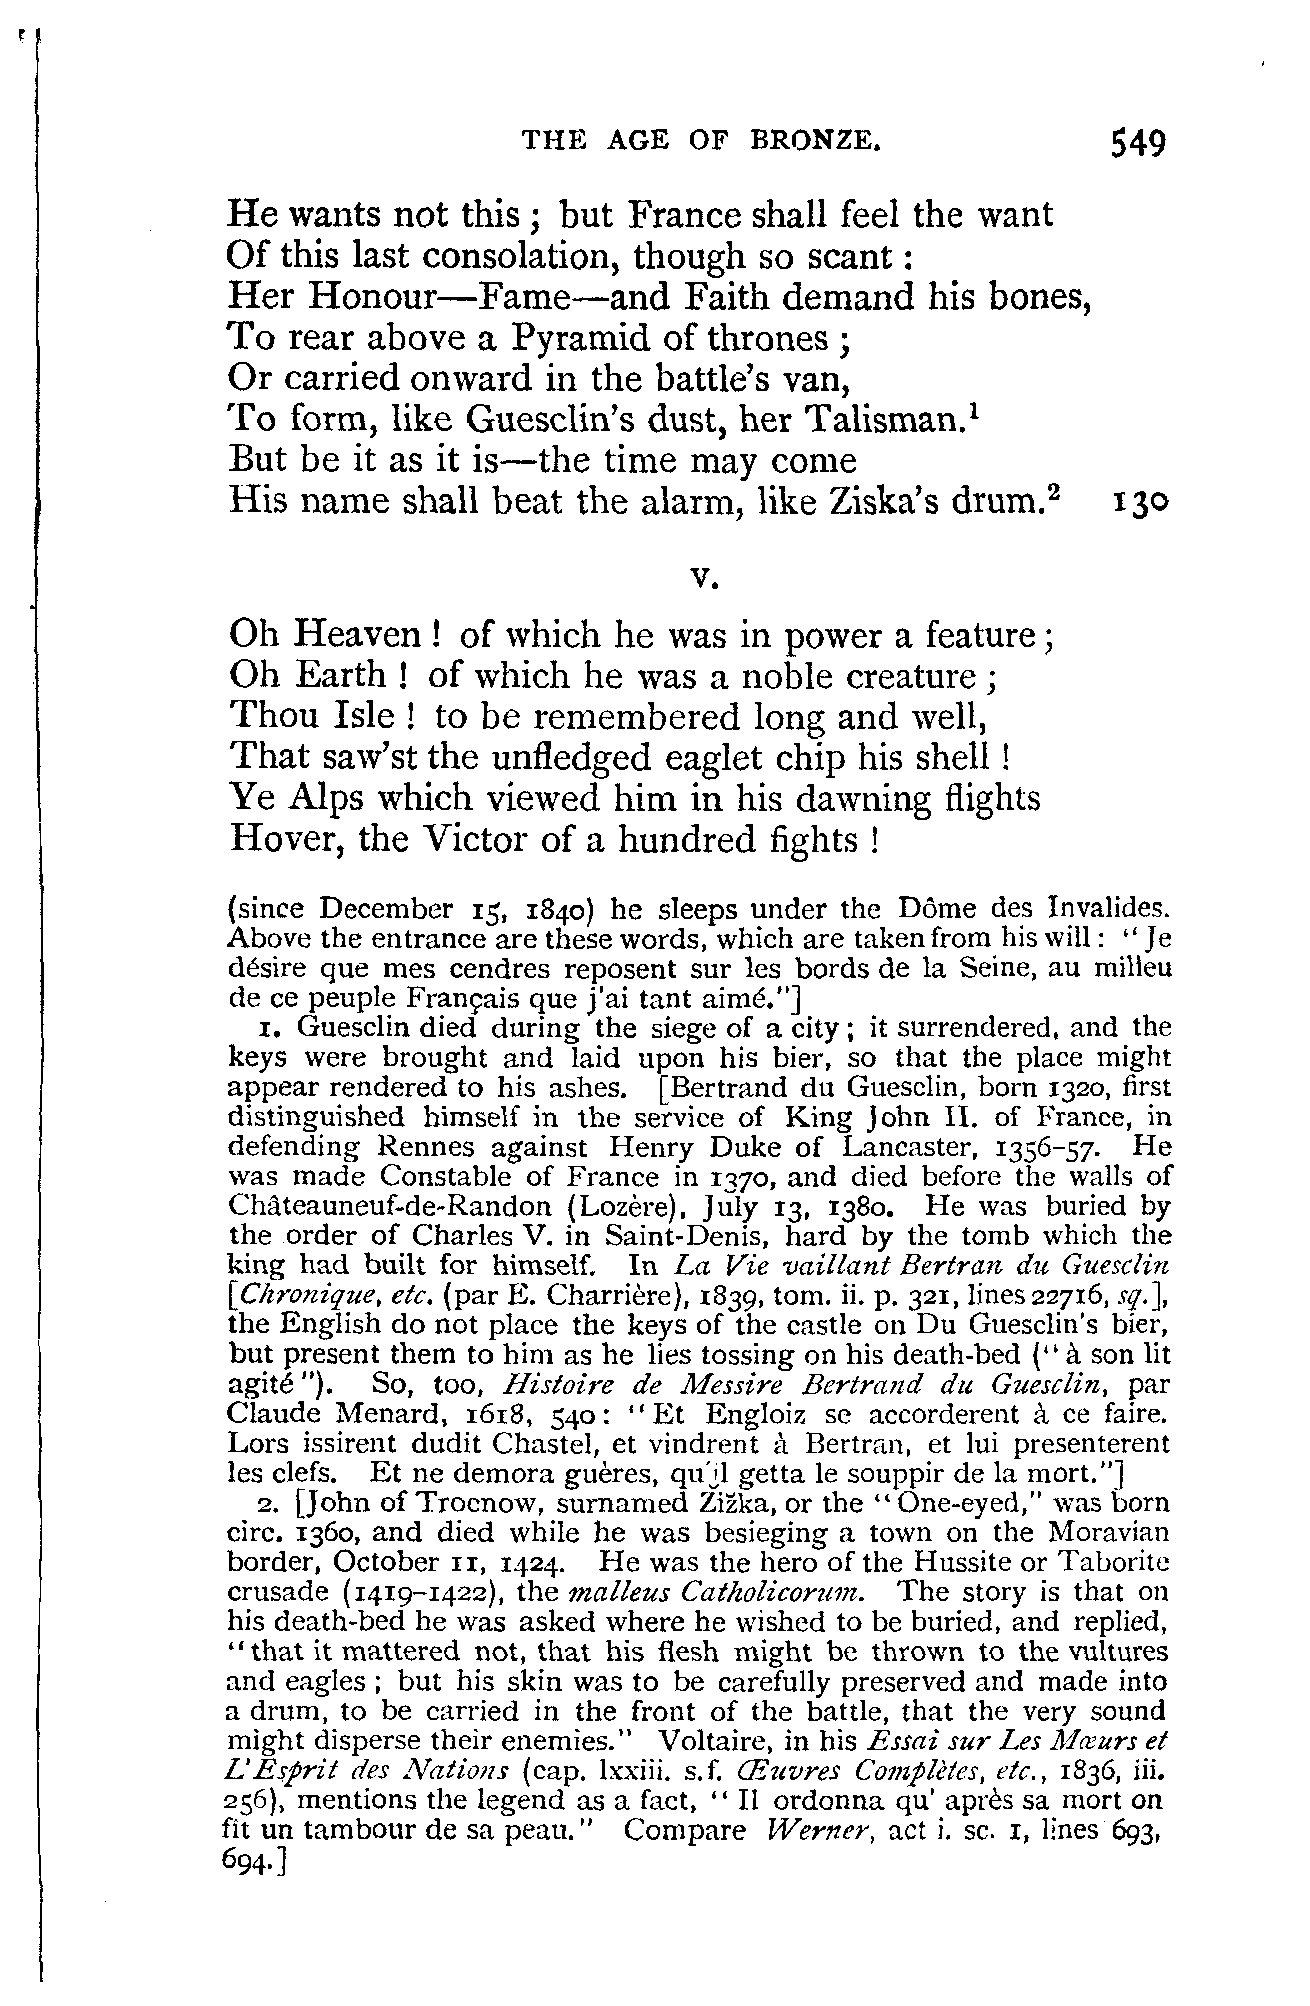 THE AGE OF BRONZE. 549
He wants not this ; but France shall feel the want
Of this last consolation, though so scant :
Her Honour—Fame—and Faith demand his bones,
To rear above a Pyramid of thrones ;
Or carried onward in the battle's van,
To form, like Guesclin's dust, her Talisman.¹
But be it as it is—the time may come
His name shall beat the alarm, like Ziska's drum.² 130
V.
Oh Heaven ! of which he was in power a feature ;
Oh Earth ! of which he was a noble creature ;
Thou Isle ! to be remembered long and well,
That saw'st the unfledged eaglet chip his shell !
Ye Alps which viewed him in his dawning flights
Hover, the Victor of a hundred fights !
(since December 15, 1840) he sleeps under the Dôme des Invalides.
Above the entrance are these words, which are taken from his will : "Je
désire que mes cendres reposent sur les bords de la Seine, au milieu
de ce peuple Français que j'ai tant aimé."]
1. Guesclin died during the siege of a city ; it surrendered, and the
keys were brought and laid upon his bier, so that the place might
appear rendered to his ashes. [Bertrand du Guesclin, born 1320, first
distinguished himself in the service of King John II. of France, in
defending Rennes against Henry Duke of Lancaster, 1356-57. He
was made Constable of France in 1370, and died before the walls of
Châteauneuf-de-Randon (Lozère), July 13, 1380. He was buried by
the order of Charles V. in Saint-Denis, hard by the tomb which the
king had built for himself. In La Vie vaillant Bertran du Guesclin
[Chronique, etc. (par E. Charrière), 1839, tom. ii. p. 321, lines 22716, sq.],
the English do not place the keys of the castle on Du Guesclin's bier,
but present them to him as he lies tossing on his death-bed ("à son lit
agité"). So, too, Histoire de Messire Bertrand du Guesclin, par
Claude Menard, 1618, 540 : "Et Engloiz se accorderent à ce faire.
Lors issirent dudit Chastel, et vindrent à Bertran, et lui presenterent
les clefs. Et ne demora guères, qu'il getta le souppir de la mort."]
2. [John of Trocnow, surnamed Zižka, or the "One-eyed," was born
circ. 1360, and died while he was besieging a town on the Moravian
border, October 11, 1424. He was the hero of the Hussite or Taborite
crusade (1419-1422), the malleus Catholicorum. The story is that on
his death-bed he was asked where he wished to be buried, and replied,
"that it mattered not, that his flesh might be thrown to the vultures
and eagles ; but his skin was to be carefully preserved and made into
a drum, to be carried in the front of the battle, that the very sound
might disperse their enemies." Voltaire, in his Essai sur Les Mœurs et
L'Esprit des Nations (cap. lxxiii. s.f. Œuvres Complètes, etc., 1836, iii.
256), mentions the legend as a fact, "Il ordonna qu' après sa mort on
fit un tambour de sa peau." Compare Werner, act i. sc. 1, lines 693,
694.]